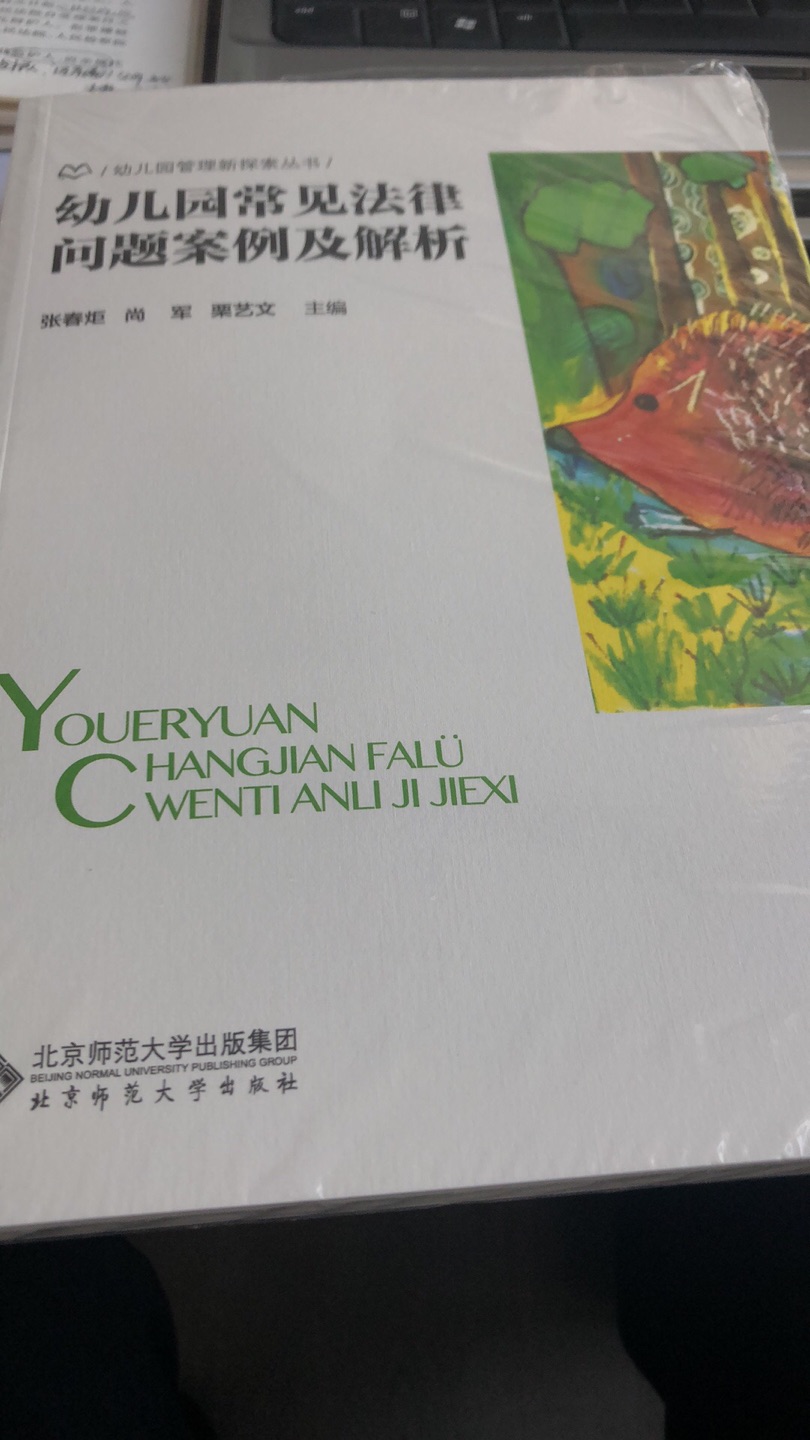 / 幼儿园管理新探索丛书 /
幼儿园常见法律
问题案例及解析
张春炬 尚 军 栗艺文 主编
YOUERYUAN
CHANGJIAN FALÜ
WENTI ANLI JI JIEXI
北京师范大学出版集团
BEIJING NORMAL UNIVERSITY PUBLISHING GROUP
北京师范大学出版社